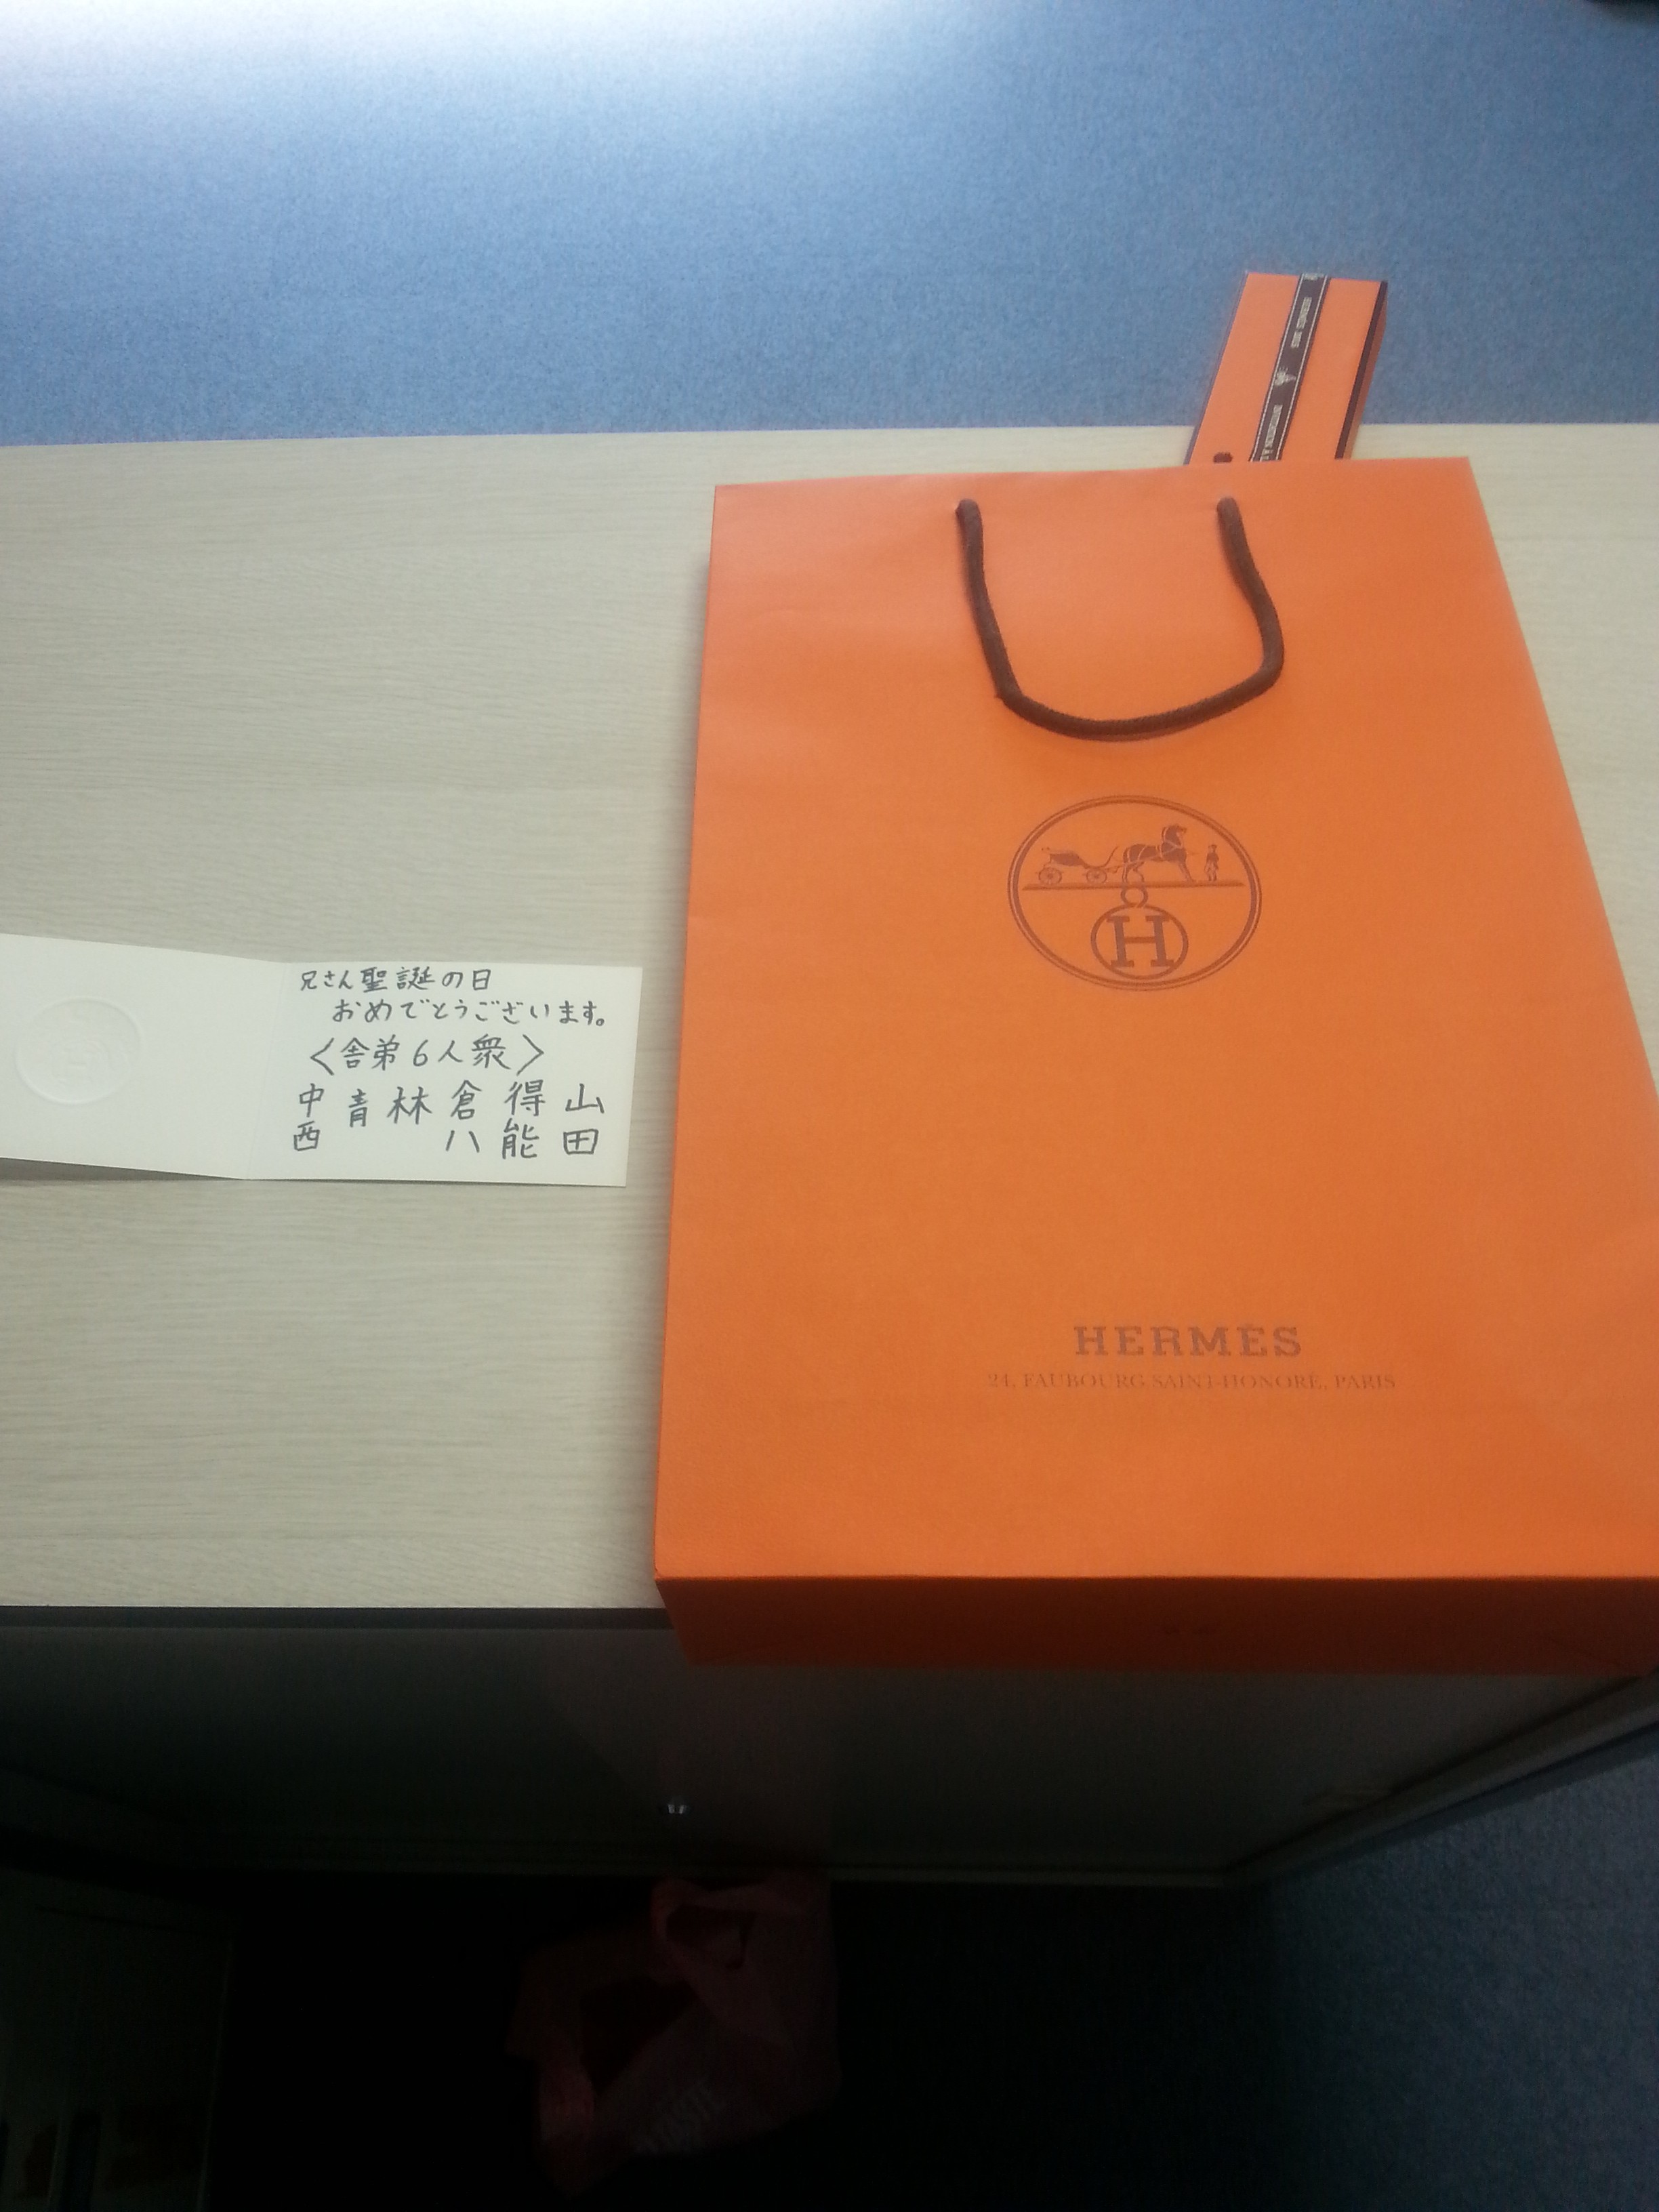 兄さん聖誕の日
おめでとうございます。
〈舎弟6人衆〉
山田
得能
倉八
林
青
中西
H
HERMÈS
24, FAUBOURG SAINT-HONORÉ, PARIS
HERMÈS PARIS